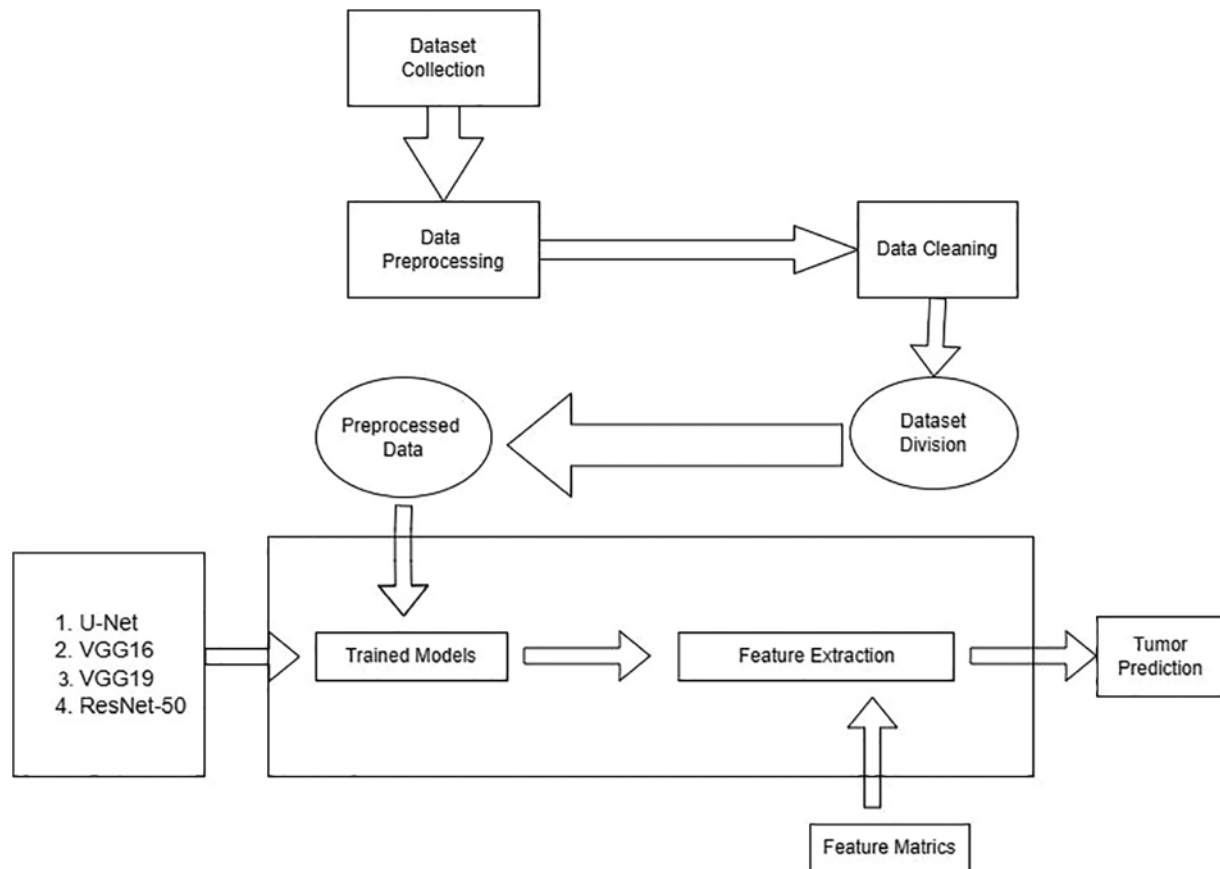 Dataset
Collection
Data
Preprocessing
Data Cleaning
Preprocessed
Data
Dataset
Division
1. U-Net
2. VGG16
3. VGG19
4. ResNet-50
Trained Models
Feature Extraction
Tumor
Prediction
Feature Matrics